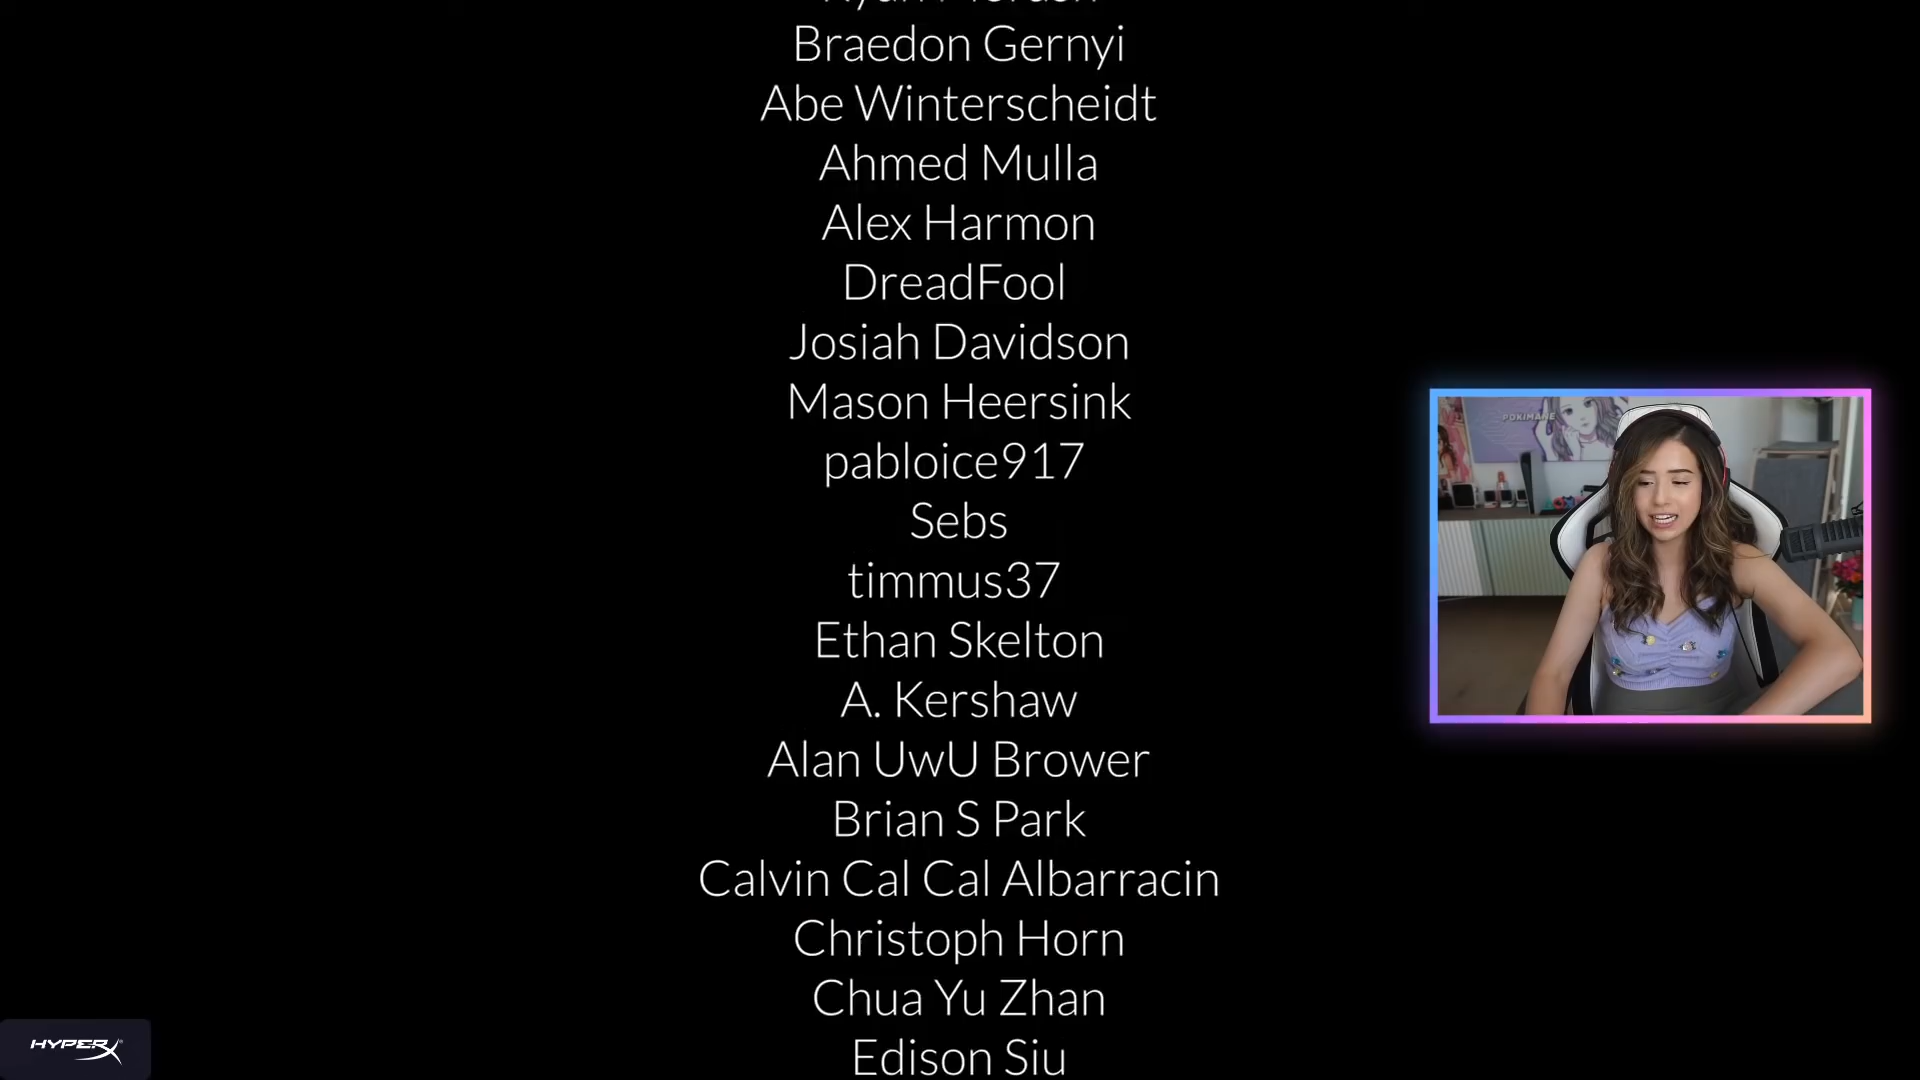 Braedon Gernyi
Abe Winterscheidt
Ahmed Mulla
Alex Harmon
DreadFool
Josiah Davidson
Mason Heersink
pabloice917
Sebs
timmus37
Ethan Skelton
A. Kershaw
Alan UwU Brower
Brian S Park
Calvin Cal Cal Albarracin
Christoph Horn
Chua Yu Zhan
Edison Siu
POKIMANE
HYPERX